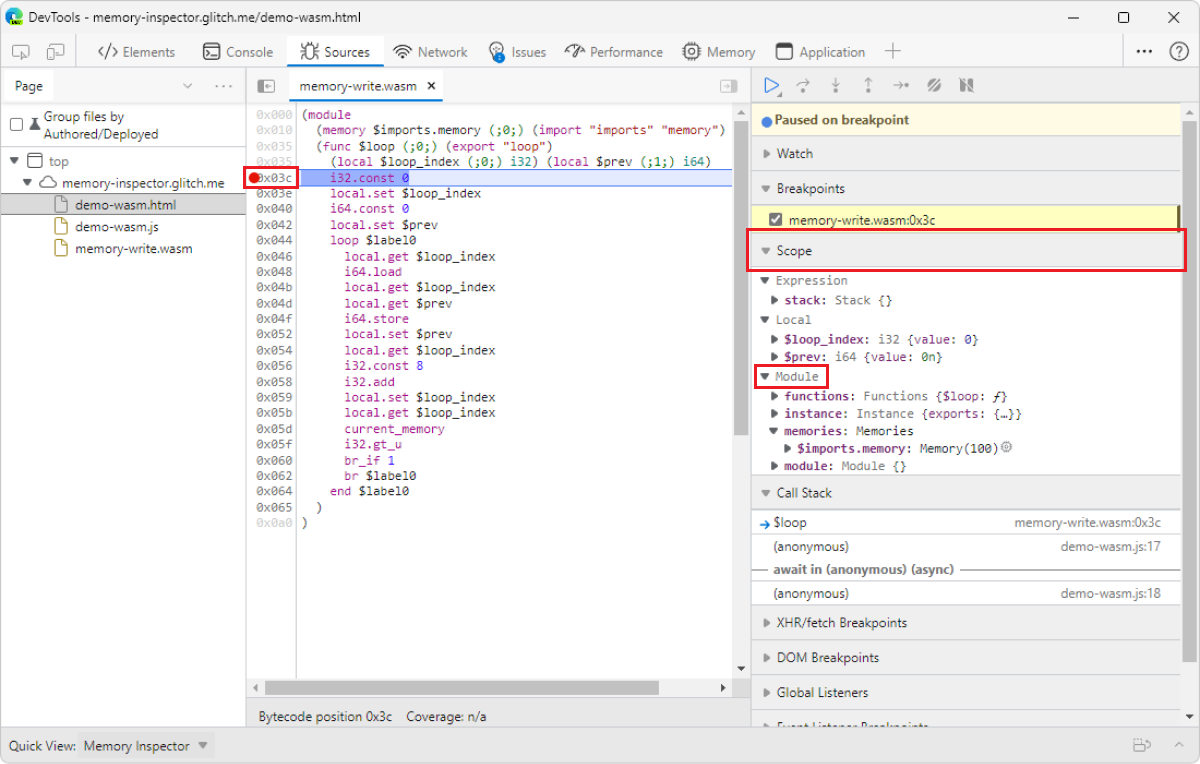 DevTools - memory-inspector.glitch.me/demo-wasm.html
Elements Console Sources Network Issues Performance Memory Application
Page
Group files by
Authored/Deployed
top
memory-inspector.glitch.me
demo-wasm.html
demo-wasm.js
memory-write.wasm
memory-write.wasm ×
0x000 (module
0x010 (memory $imports.memory (;0;) (import "imports" "memory")
0x035 (func $loop (;0;) (export "loop")
0x035 (local $loop_index (;0;) i32) (local $prev (;1;) i64)
0x03c i32.const 0
0x03e local.set $loop_index
0x040 i64.const 0
0x042 local.set $prev
0x044 loop $label0
0x046 local.get $loop_index
0x048 i64.load
0x04b local.get $loop_index
0x04d local.get $prev
0x04f i64.store
0x052 local.set $prev
0x054 local.get $loop_index
0x056 i32.const 8
0x058 i32.add
0x059 local.set $loop_index
0x05b local.get $loop_index
0x05d current_memory
0x05f i32.gt_u
0x060 br_if 1
0x062 br $label0
0x064 end $label0
0x065 )
0x0a0 )
Bytecode position 0x3c Coverage: n/a
Paused on breakpoint
Watch
Breakpoints
memory-write.wasm:0x3c
Scope
Expression
stack: Stack {}
Local
$loop_index: i32 {value: 0}
$prev: i64 {value: 0n}
Module
functions: Functions {$loop: ƒ}
instance: Instance {exports: {…}}
memories: Memories
$imports.memory: Memory(100)
module: Module {}
Call Stack
$loop memory-write.wasm:0x3c
(anonymous) demo-wasm.js:17
await in (anonymous) (async)
(anonymous) demo-wasm.js:18
XHR/fetch Breakpoints
DOM Breakpoints
Global Listeners
Event Listener Breakpoints
Quick View: Memory Inspector